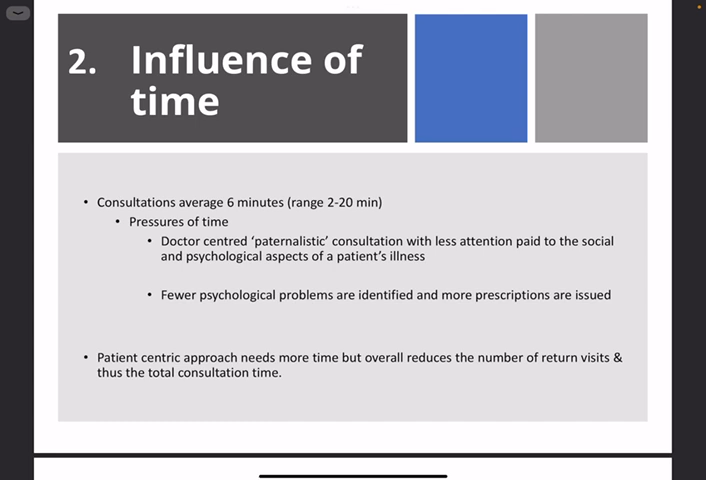 2. Influence of
time
• Consultations average 6 minutes (range 2-20 min)
• Pressures of time
• Doctor centred ‘paternalistic’ consultation with less attention paid to the social
and psychological aspects of a patient’s illness
• Fewer psychological problems are identified and more prescriptions are issued
• Patient centric approach needs more time but overall reduces the number of return visits &
thus the total consultation time.